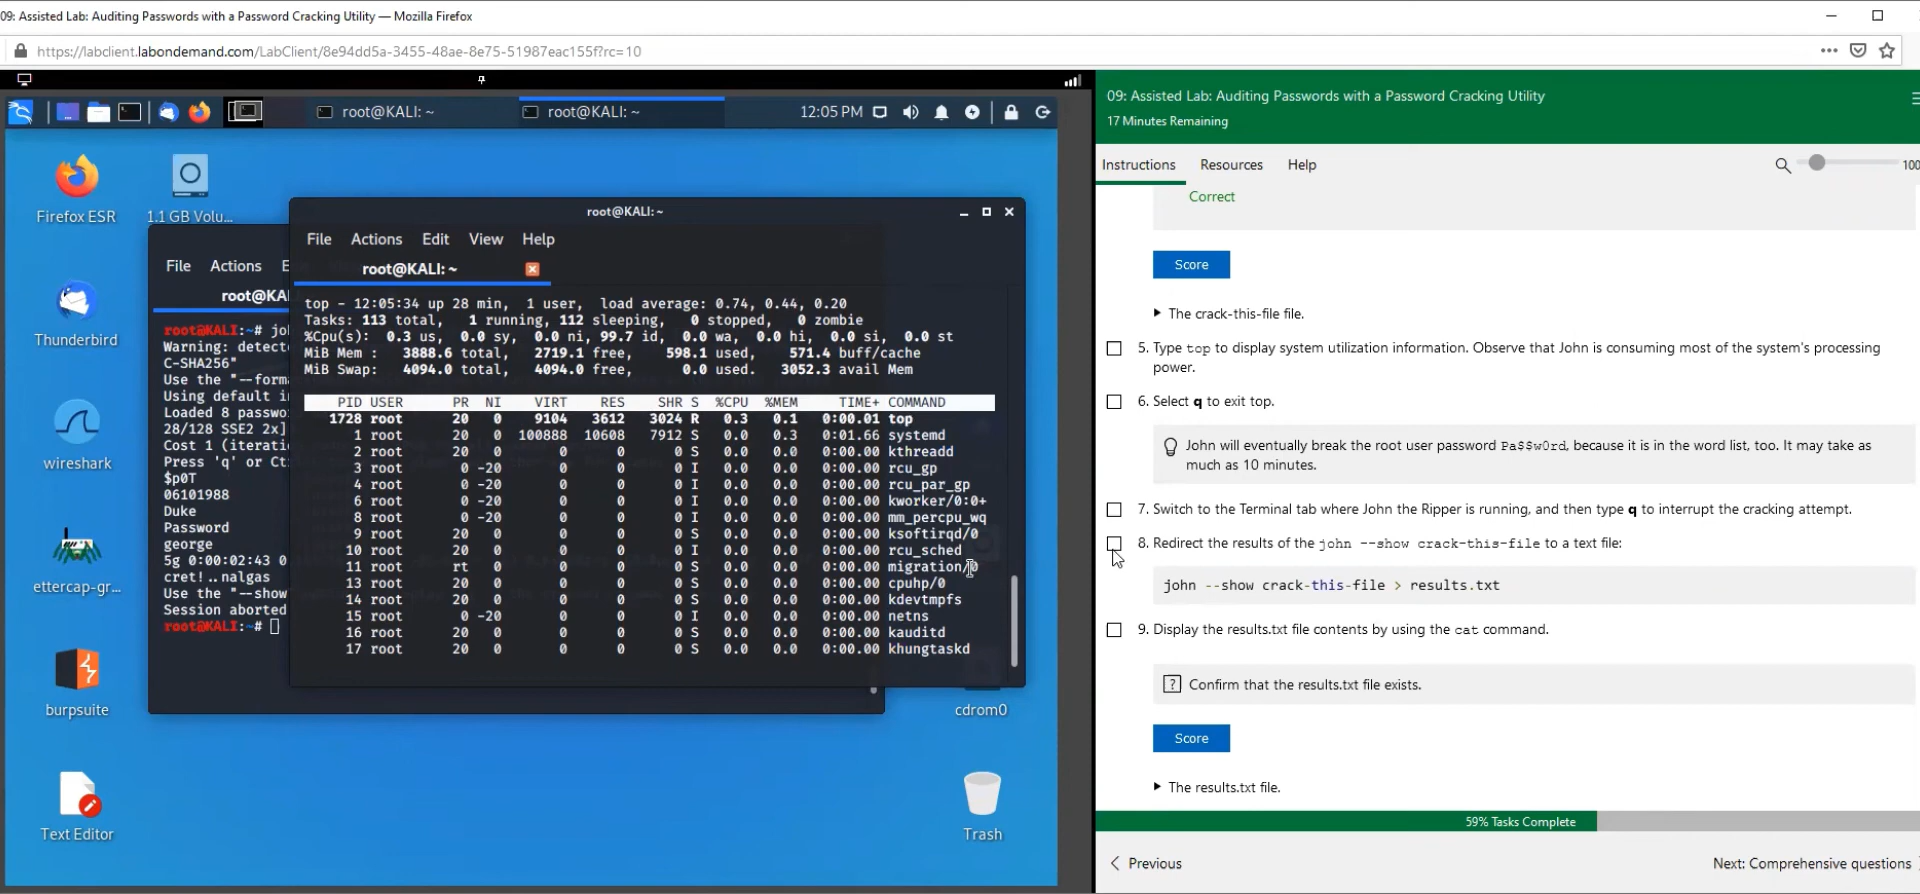 09: Assisted Lab: Auditing Passwords with a Password Cracking Utility — Mozilla Firefox
https://labclient.labondemand.com/LabClient/8e94dd5a-3455-48ae-8e75-51987eac155f?rc=10
root@KALI: ~
root@KALI: ~
12:05 PM
Firefox ESR
1.1 GB Volu...
Thunderbird
wireshark
ettercap-gr...
burpsuite
Text Editor
cdrom0
Trash
File Actions E
root@KA
root@KALI:~# jo
Warning: detect
C-SHA256"
Use the "--form
Using default i
Loaded 8 passwo
28/128 SSE2 2x]
Cost 1 (iterati
Press 'q' or Ct
$p0T
06101988
Duke
Password
george
5g 0:00:02:43 0
cret!..nalgas
Use the "--show
Session aborted
root@KALI:~#
root@KALI:~
File Actions Edit View Help
root@KALI: ~
top - 12:05:34 up 28 min, 1 user, load average: 0.74, 0.44, 0.20
Tasks: 113 total, 1 running, 112 sleeping, 0 stopped, 0 zombie
%Cpu(s): 0.3 us, 0.0 sy, 0.0 ni, 99.7 id, 0.0 wa, 0.0 hi, 0.0 si, 0.0 st
MiB Mem : 3888.6 total, 2719.1 free, 598.1 used, 571.4 buff/cache
MiB Swap: 4094.0 total, 4094.0 free, 0.0 used. 3052.3 avail Mem
PID USER PR NI VIRT RES SHR S %CPU %MEM TIME+ COMMAND
1728 root 20 0 9104 3612 3024 R 0.3 0.1 0:00.01 top
1 root 20 0 100888 10608 7912 S 0.0 0.3 0:01.66 systemd
2 root 20 0 0 0 0 S 0.0 0.0 0:00.00 kthreadd
3 root 0 -20 0 0 0 I 0.0 0.0 0:00.00 rcu_gp
4 root 0 -20 0 0 0 I 0.0 0.0 0:00.00 rcu_par_gp
6 root 0 -20 0 0 0 I 0.0 0.0 0:00.00 kworker/0:0+
8 root 0 -20 0 0 0 I 0.0 0.0 0:00.00 mm_percpu_wq
9 root 20 0 0 0 0 S 0.0 0.0 0:00.00 ksoftirqd/0
10 root 20 0 0 0 0 I 0.0 0.0 0:00.00 rcu_sched
11 root rt 0 0 0 0 S 0.0 0.0 0:00.00 migration/0
13 root 20 0 0 0 0 S 0.0 0.0 0:00.00 cpuhp/0
14 root 20 0 0 0 0 S 0.0 0.0 0:00.00 kdevtmpfs
15 root 0 -20 0 0 0 I 0.0 0.0 0:00.00 netns
16 root 20 0 0 0 0 S 0.0 0.0 0:00.00 kauditd
17 root 20 0 0 0 0 S 0.0 0.0 0:00.00 khungtaskd
09: Assisted Lab: Auditing Passwords with a Password Cracking Utility
17 Minutes Remaining
Instructions Resources Help
100
Correct
Score
The crack-this-file file.
5. Type top to display system utilization information. Observe that John is consuming most of the system's processing
power.
6. Select q to exit top.
John will eventually break the root user password Pa$$w0rd, because it is in the word list, too. It may take as
much as 10 minutes.
7. Switch to the Terminal tab where John the Ripper is running, and then type q to interrupt the cracking attempt.
8. Redirect the results of the john --show crack-this-file to a text file:
john --show crack-this-file > results.txt
9. Display the results.txt file contents by using the cat command.
? Confirm that the results.txt file exists.
Score
The results.txt file.
59% Tasks Complete
Previous
Next: Comprehensive questions